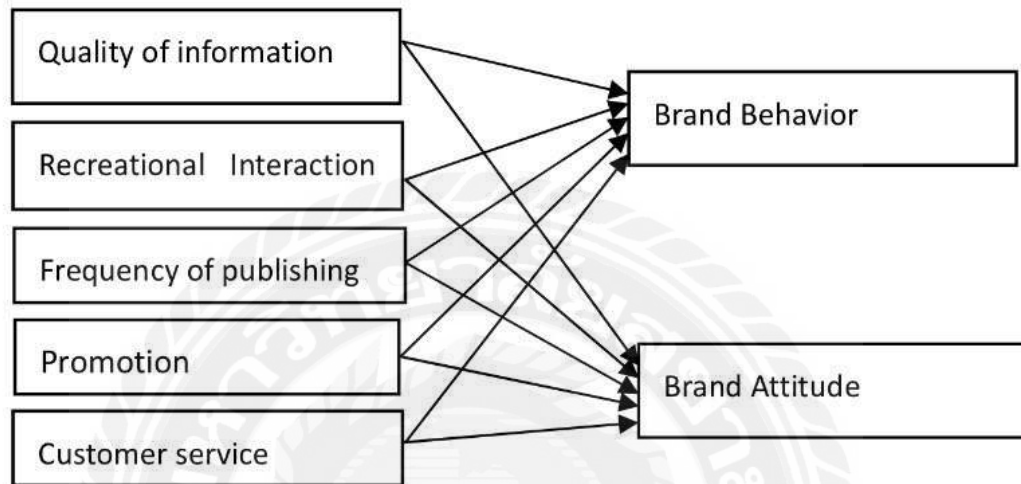 Quality of information
Brand Behavior
Recreational Interaction
Frequency of publishing
Promotion
Brand Attitude
Customer service